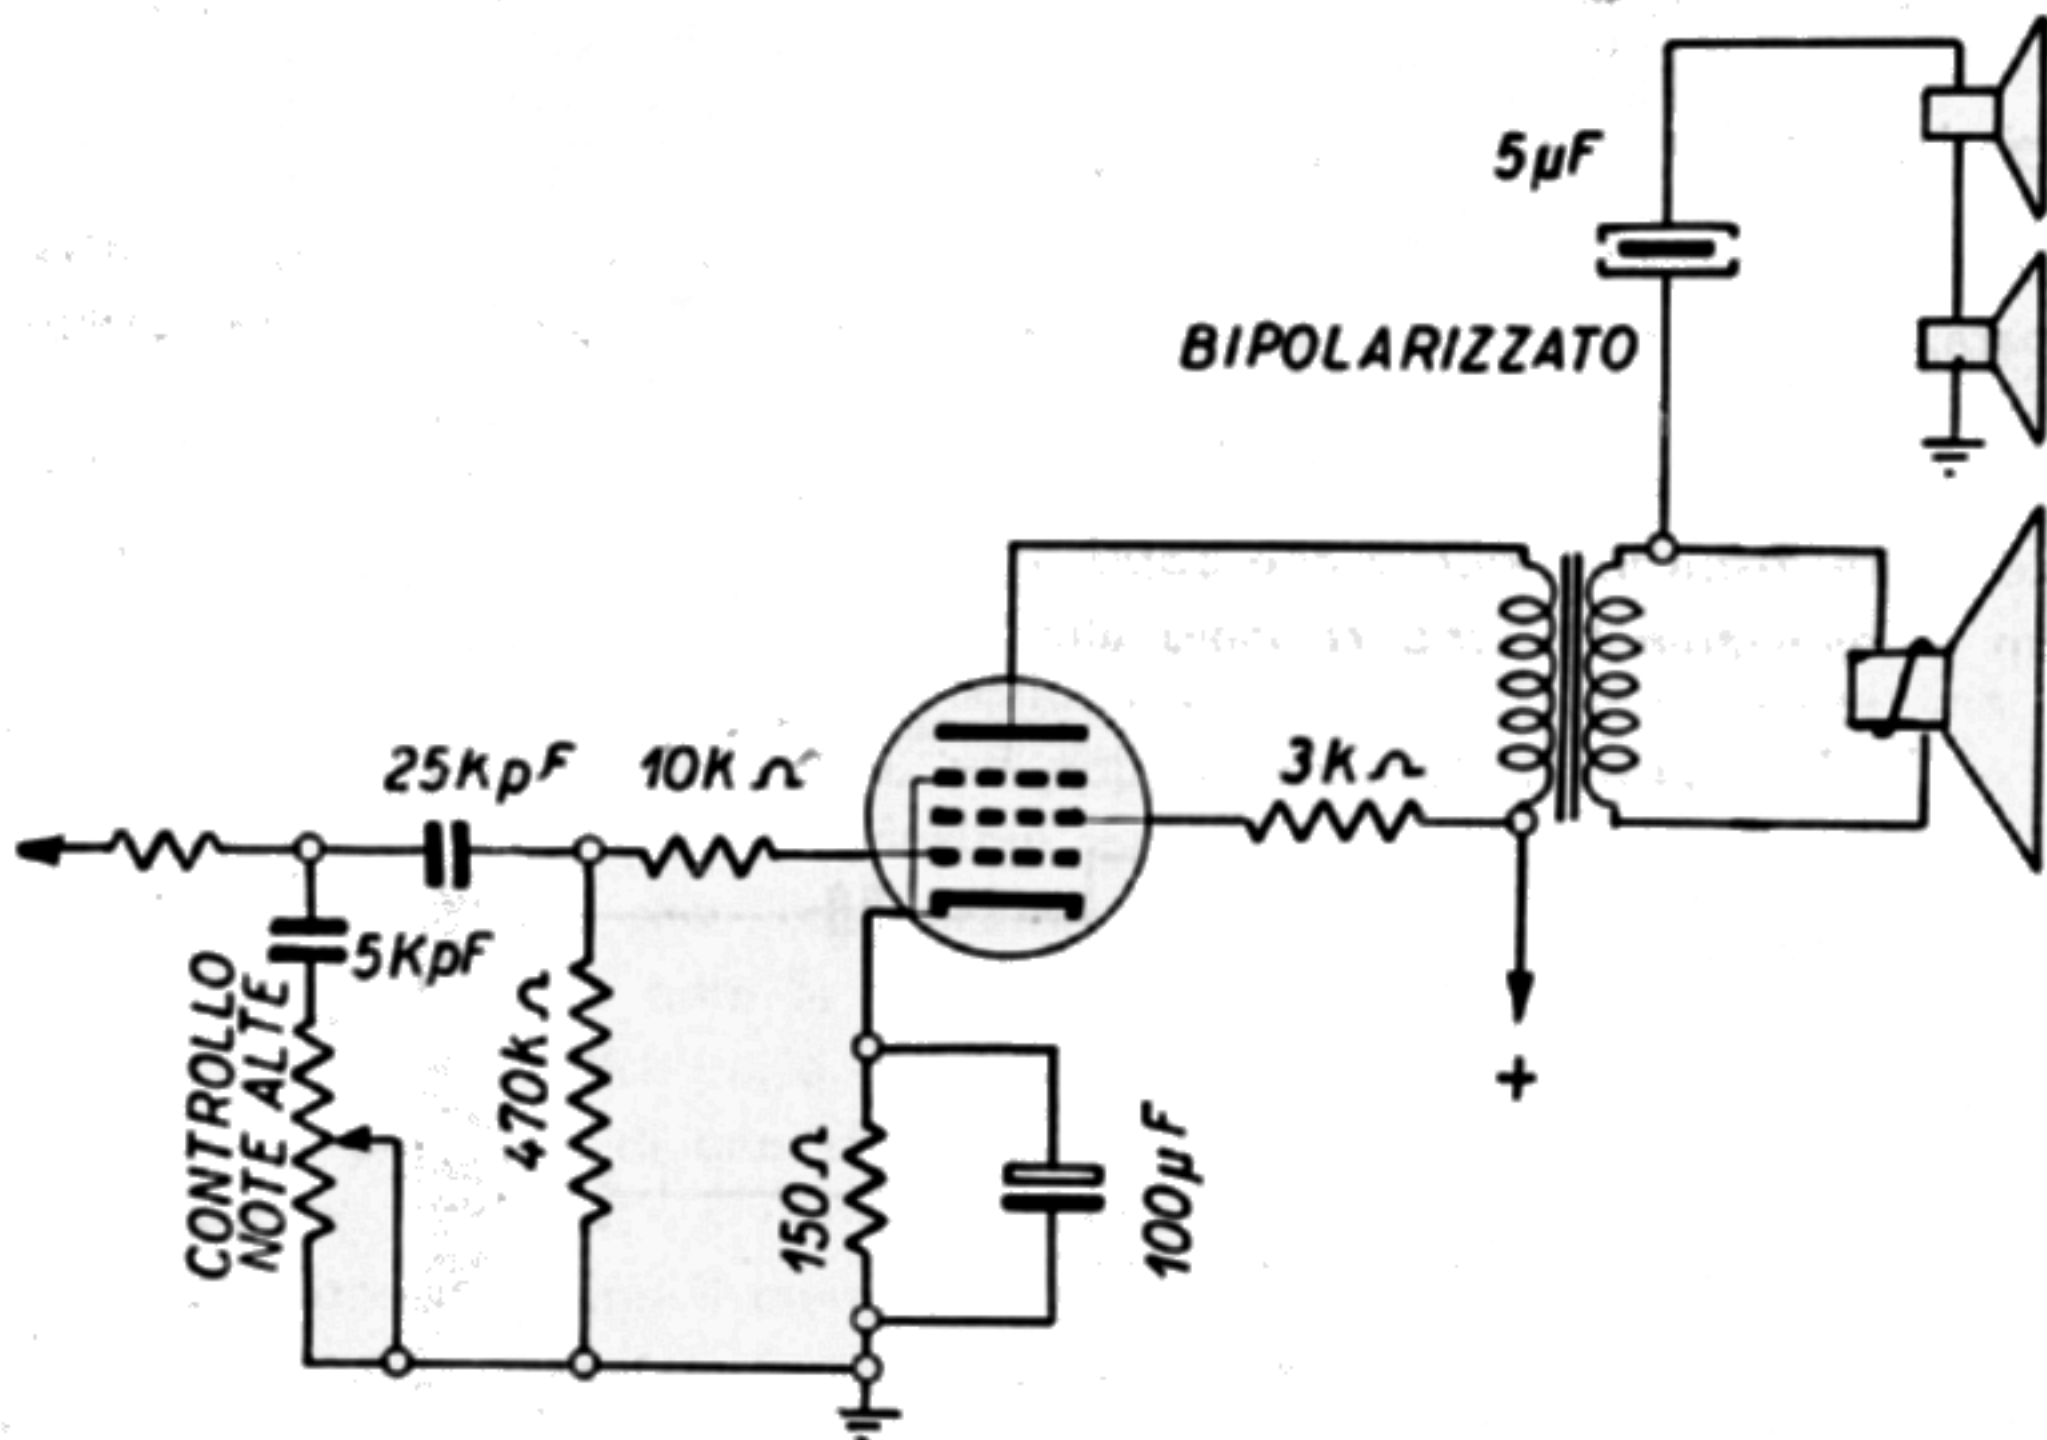 5µF
BIPOLARIZZATO
25KpF
10KΩ
3KΩ
5KpF
CONTROLLO
NOTE ALTE
470KΩ
150Ω
100µF
+